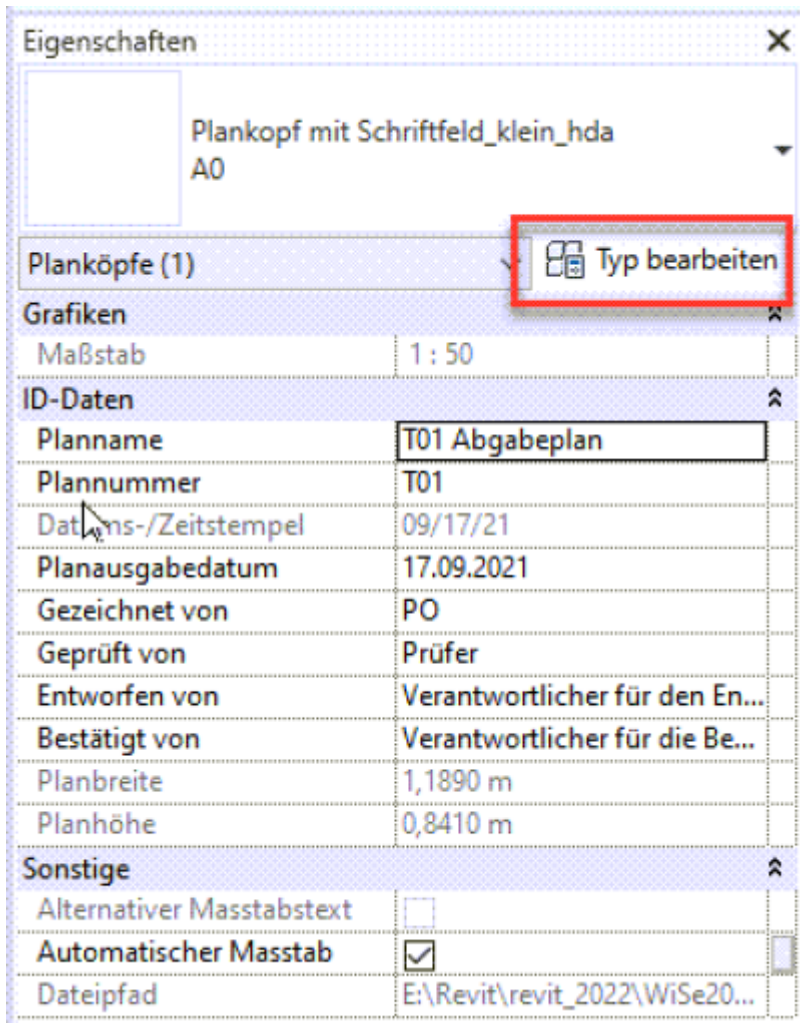 Eigenschaften
Plankopf mit Schriftfeld_klein_hda
A0
Planköpfe (1) Typ bearbeiten
Grafiken
Maßstab 1 : 50
ID-Daten
Planname T01 Abgabeplan
Plannummer T01
Datums-/Zeitstempel 09/17/21
Planausgabedatum 17.09.2021
Gezeichnet von PO
Geprüft von Prüfer
Entworfen von Verantwortlicher für den En...
Bestätigt von Verantwortlicher für die Be...
Planbreite 1,1890 m
Planhöhe 0,8410 m
Sonstige
Alternativer Masstabstext
Automatischer Masstab
Dateipfad E:\Revit\revit_2022\WiSe20...